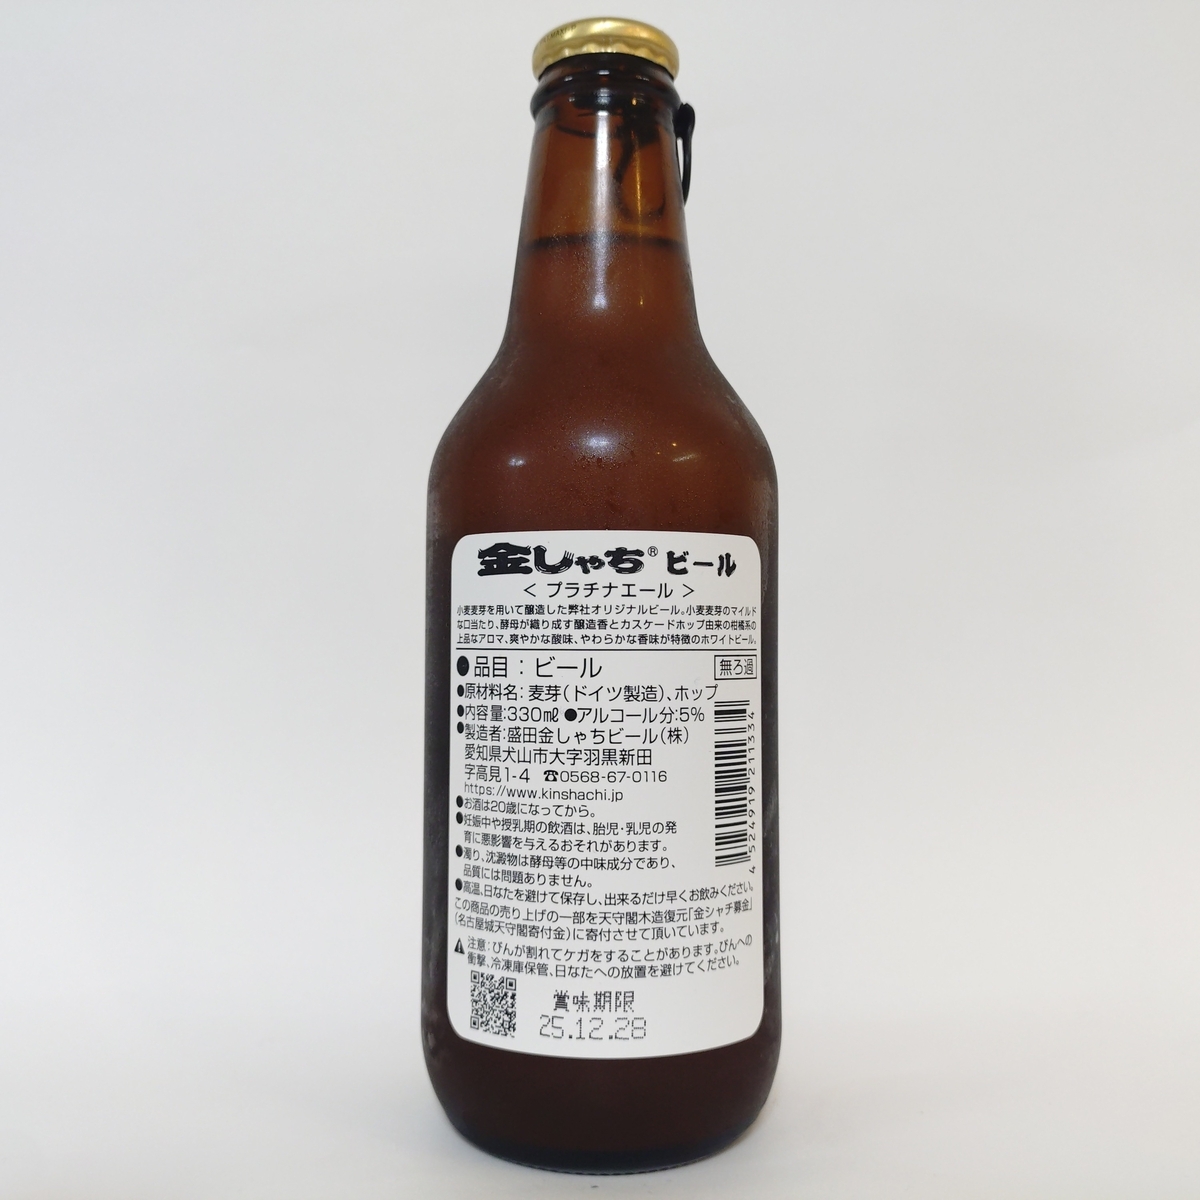 金しゃち® ビール
＜ プラチナエール ＞
小麦麦芽を用いて醸造した弊社オリジナルビール。小麦麦芽のマイルド
な口当たり、酵母が織り成す醸造香とカスケードホップ由来の柑橘系の
上品なアロマ、爽やかな酸味、やわらかな香味が特徴のホワイトビール。
●品目：ビール 無ろ過
●原材料名：麦芽（ドイツ製造）、ホップ
●内容量：330㎖ ●アルコール分：5%
●製造者：盛田金しゃちビール（株）
愛知県犬山市大字羽黒新田
字高見1-4 ☎0568-67-0116
https://www.kinshachi.jp
●お酒は20歳になってから。
●妊娠中や授乳期の飲酒は、胎児・乳児の発
育に悪影響を与えるおそれがあります。
●濁り、沈澱物は酵母等の中味成分であり、
品質には問題ありません。
●高温、日なたを避けて保存し、出来るだけ早くお飲みください。
この商品の売り上げの一部を天守閣木造復元「金シャチ募金」
（名古屋城天守閣寄付金）に寄付させて頂いています。
⚠注意：びんが割れてケガをすることがあります。びんへの
衝撃、冷凍庫保管、日なたへの放置を避けてください。
賞味期限
25.12.28
4 524919 211334